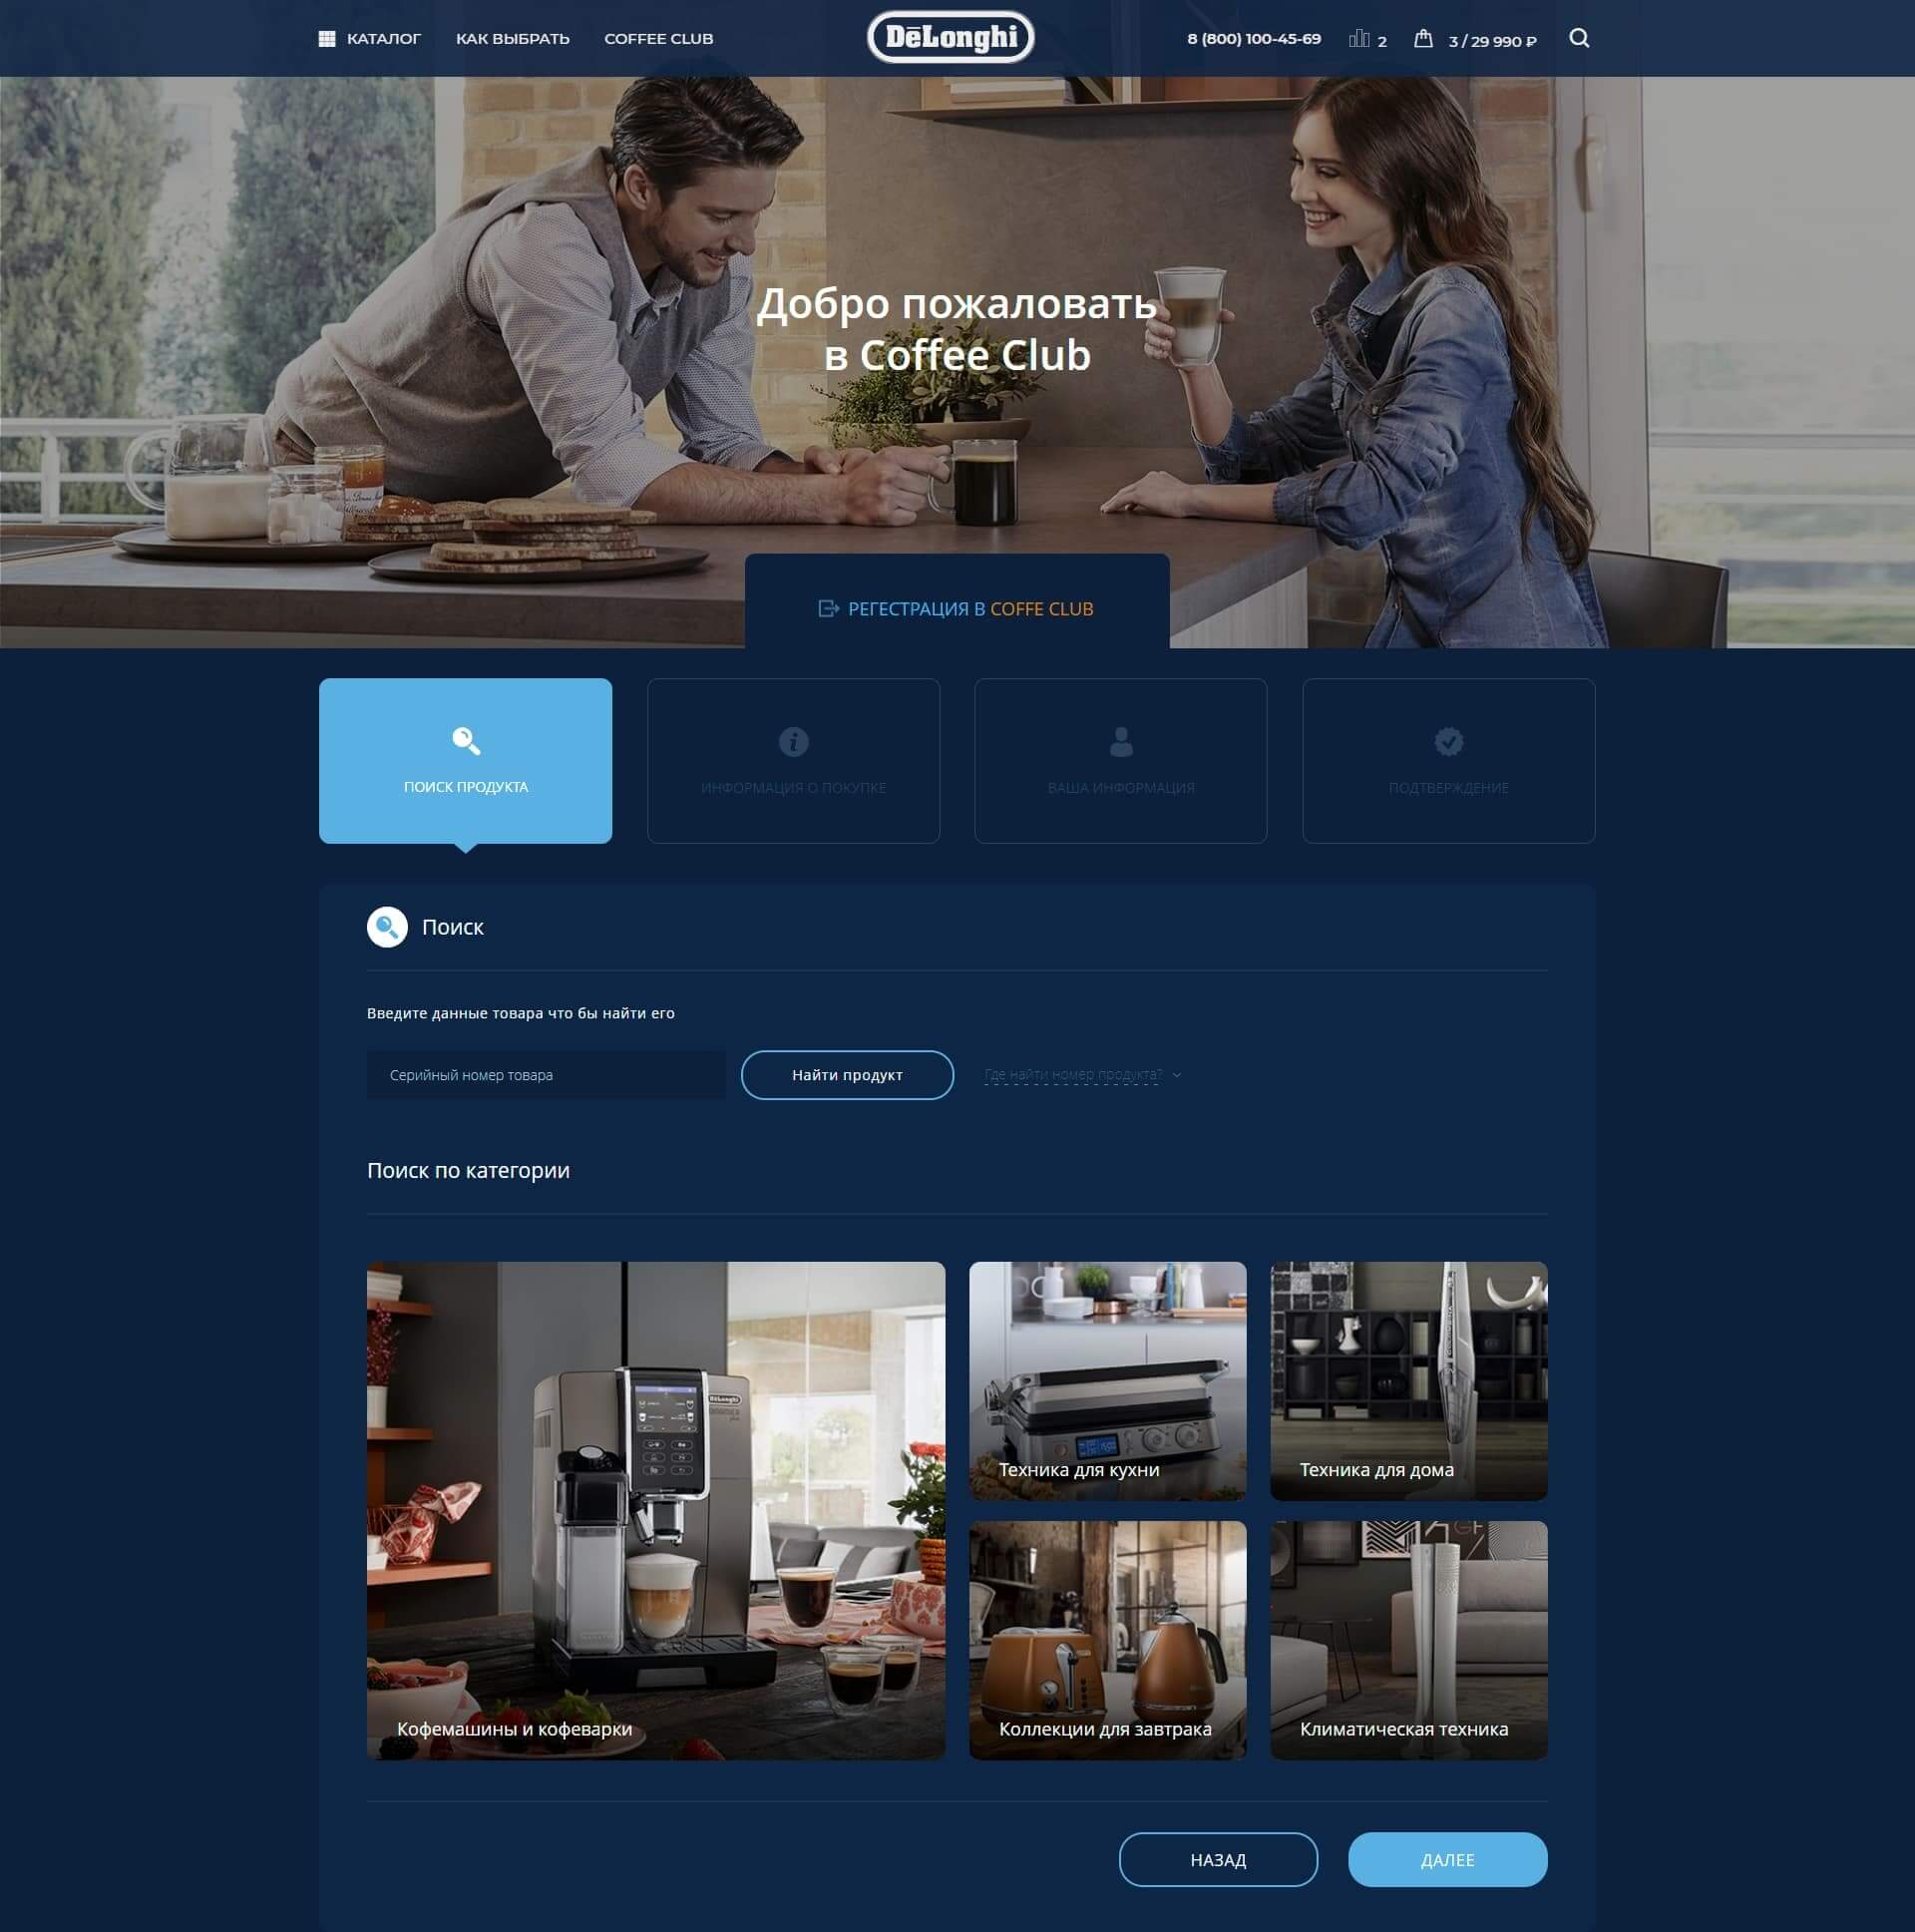 КАТАЛОГ
КАК ВЫБРАТЬ
COFFEE CLUB
DeLonghi
8 (800) 100-45-69
2
3 / 29 990 ₽
Добро пожаловать
в Coffee Club
РЕГЕСТРАЦИЯ В COFFE CLUB
ПОИСК ПРОДУКТА
ИНФОРМАЦИЯ О ПОКУПКЕ
ВАША ИНФОРМАЦИЯ
ПОДТВЕРЖДЕНИЕ
Поиск
Введите данные товара что бы найти его
Серийный номер товара
Найти продукт
Где найти номер продукта?
Поиск по категории
DeLonghi
Техника для кухни
Техника для дома
Кофемашины и кофеварки
Коллекции для завтрака
Климатическая техника
НАЗАД
ДАЛЕЕ